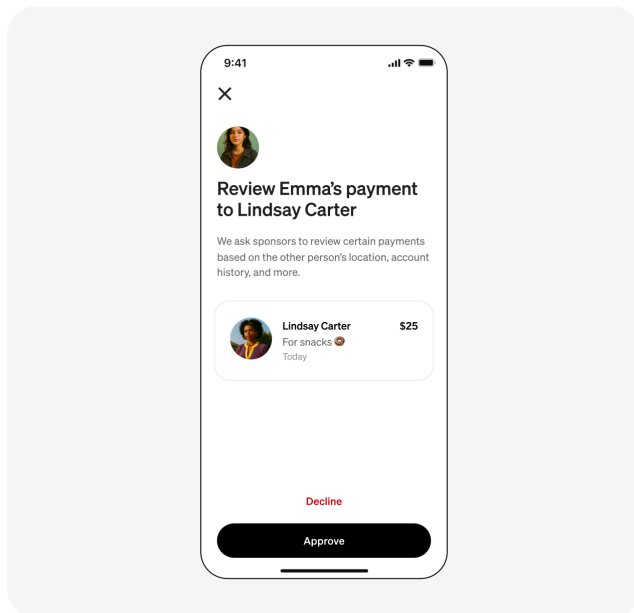 9:41
Review Emma’s payment
to Lindsay Carter
We ask sponsors to review certain payments
based on the other person’s location, account
history, and more.
Lindsay Carter $25
For snacks 🍩
Today
Decline
Approve